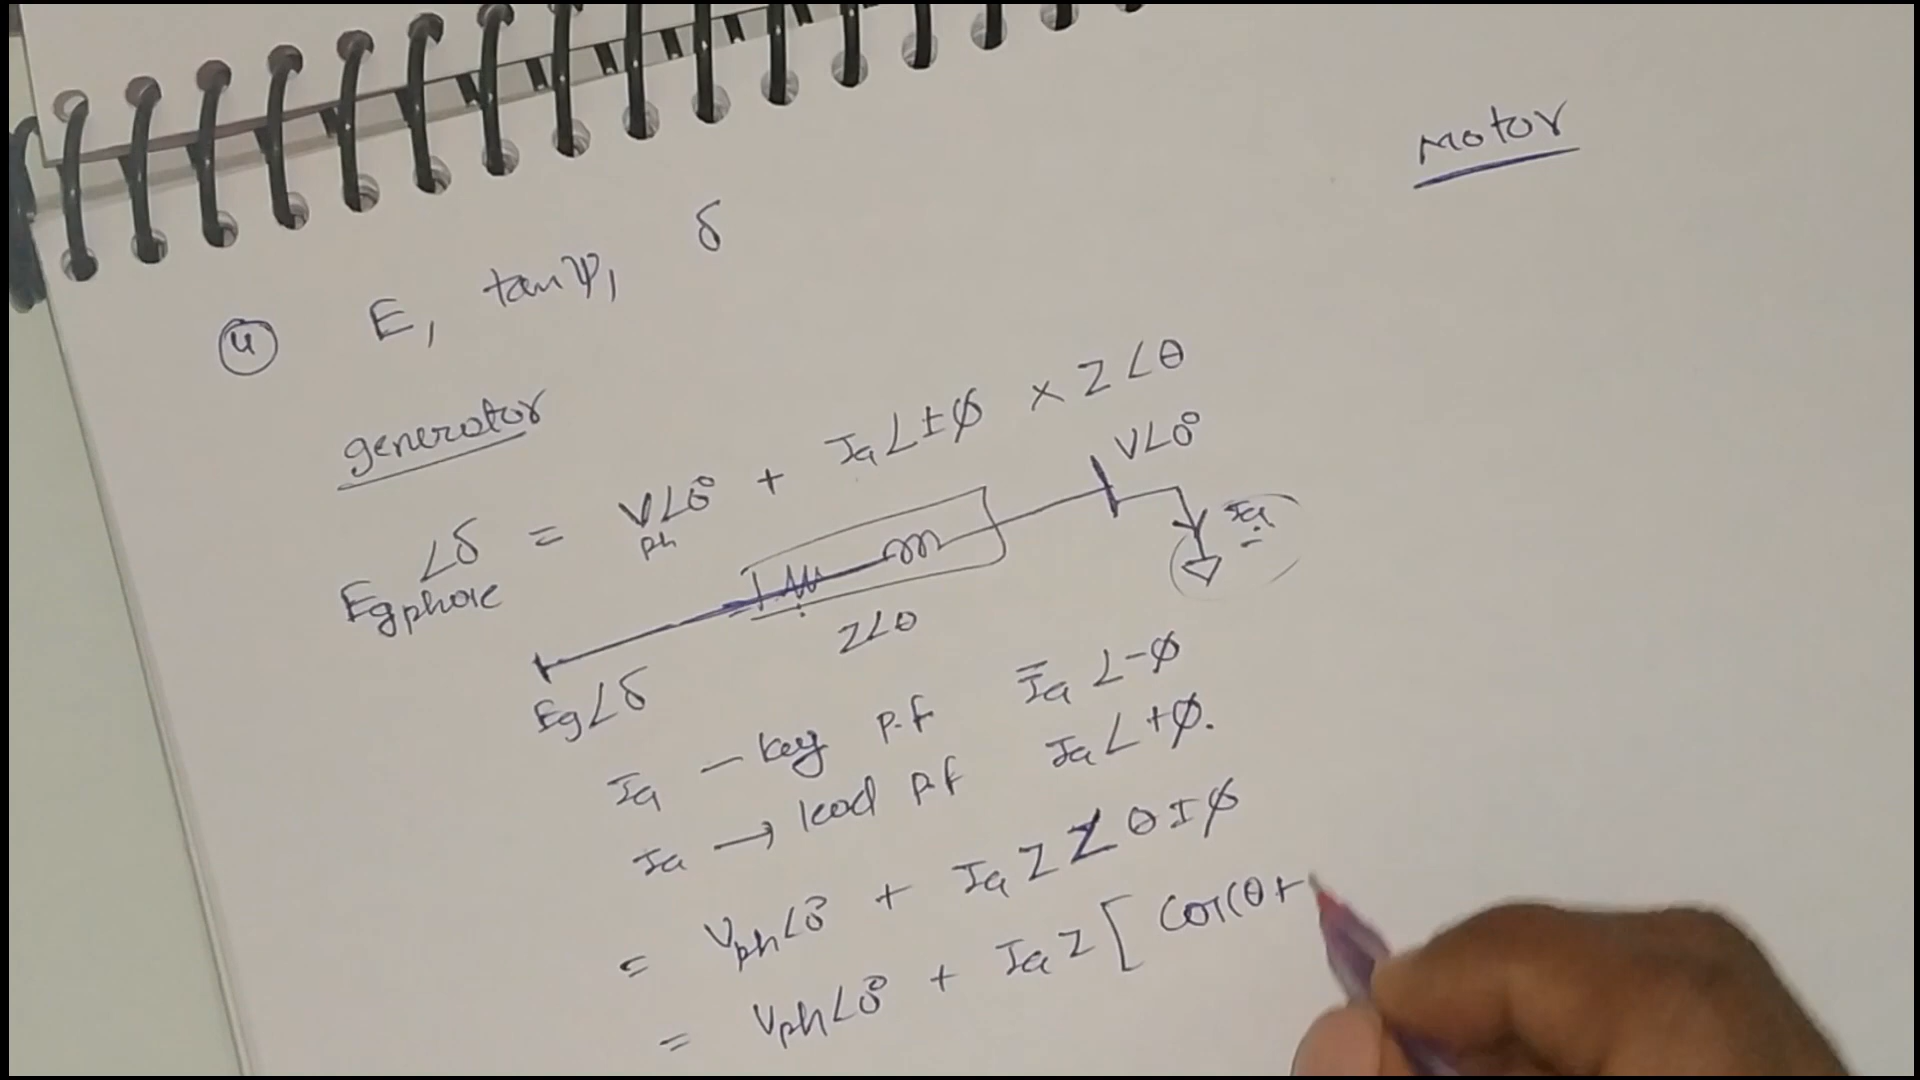 Motor
④ E, tanψ, δ
generator
Eg phase ∠δ = V ph ∠0° + Ia ∠±φ × Z∠θ
V∠0°
Ia
Z∠θ
Eg∠δ
Ia — lag p.f Ia ∠-φ
Ia → lead p.f Ia ∠+φ.
= Vph∠0° + Ia Z ∠θ±φ
= Vph∠0° + Ia Z [ cos(θ+